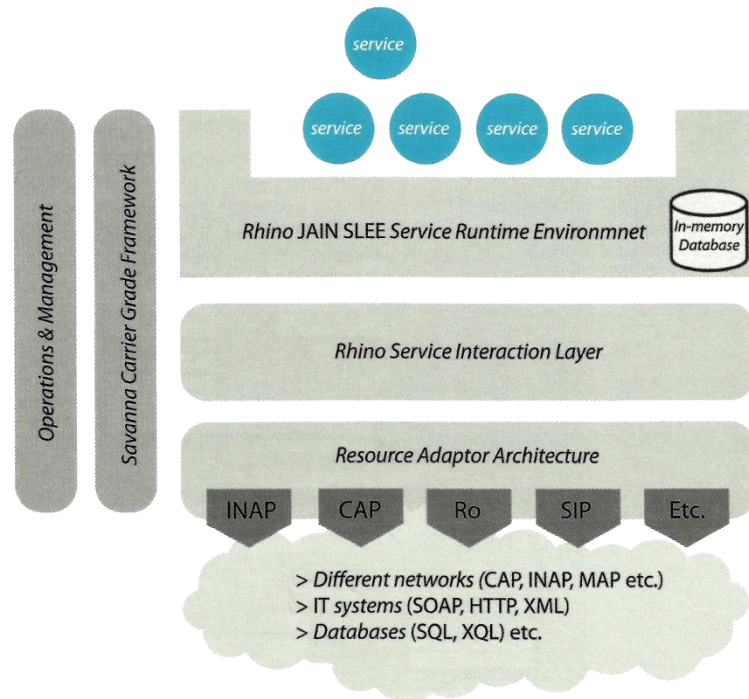 service
service
service
service
service
Operations & Management
Savanna Carrier Grade Framework
Rhino JAIN SLEE Service Runtime Environmnet
In-memory
Database
Rhino Service Interaction Layer
Resource Adaptor Architecture
INAP
CAP
Ro
SIP
Etc.
> Different networks (CAP, INAP, MAP etc.)
> IT systems (SOAP, HTTP, XML)
> Databases (SQL, XQL) etc.